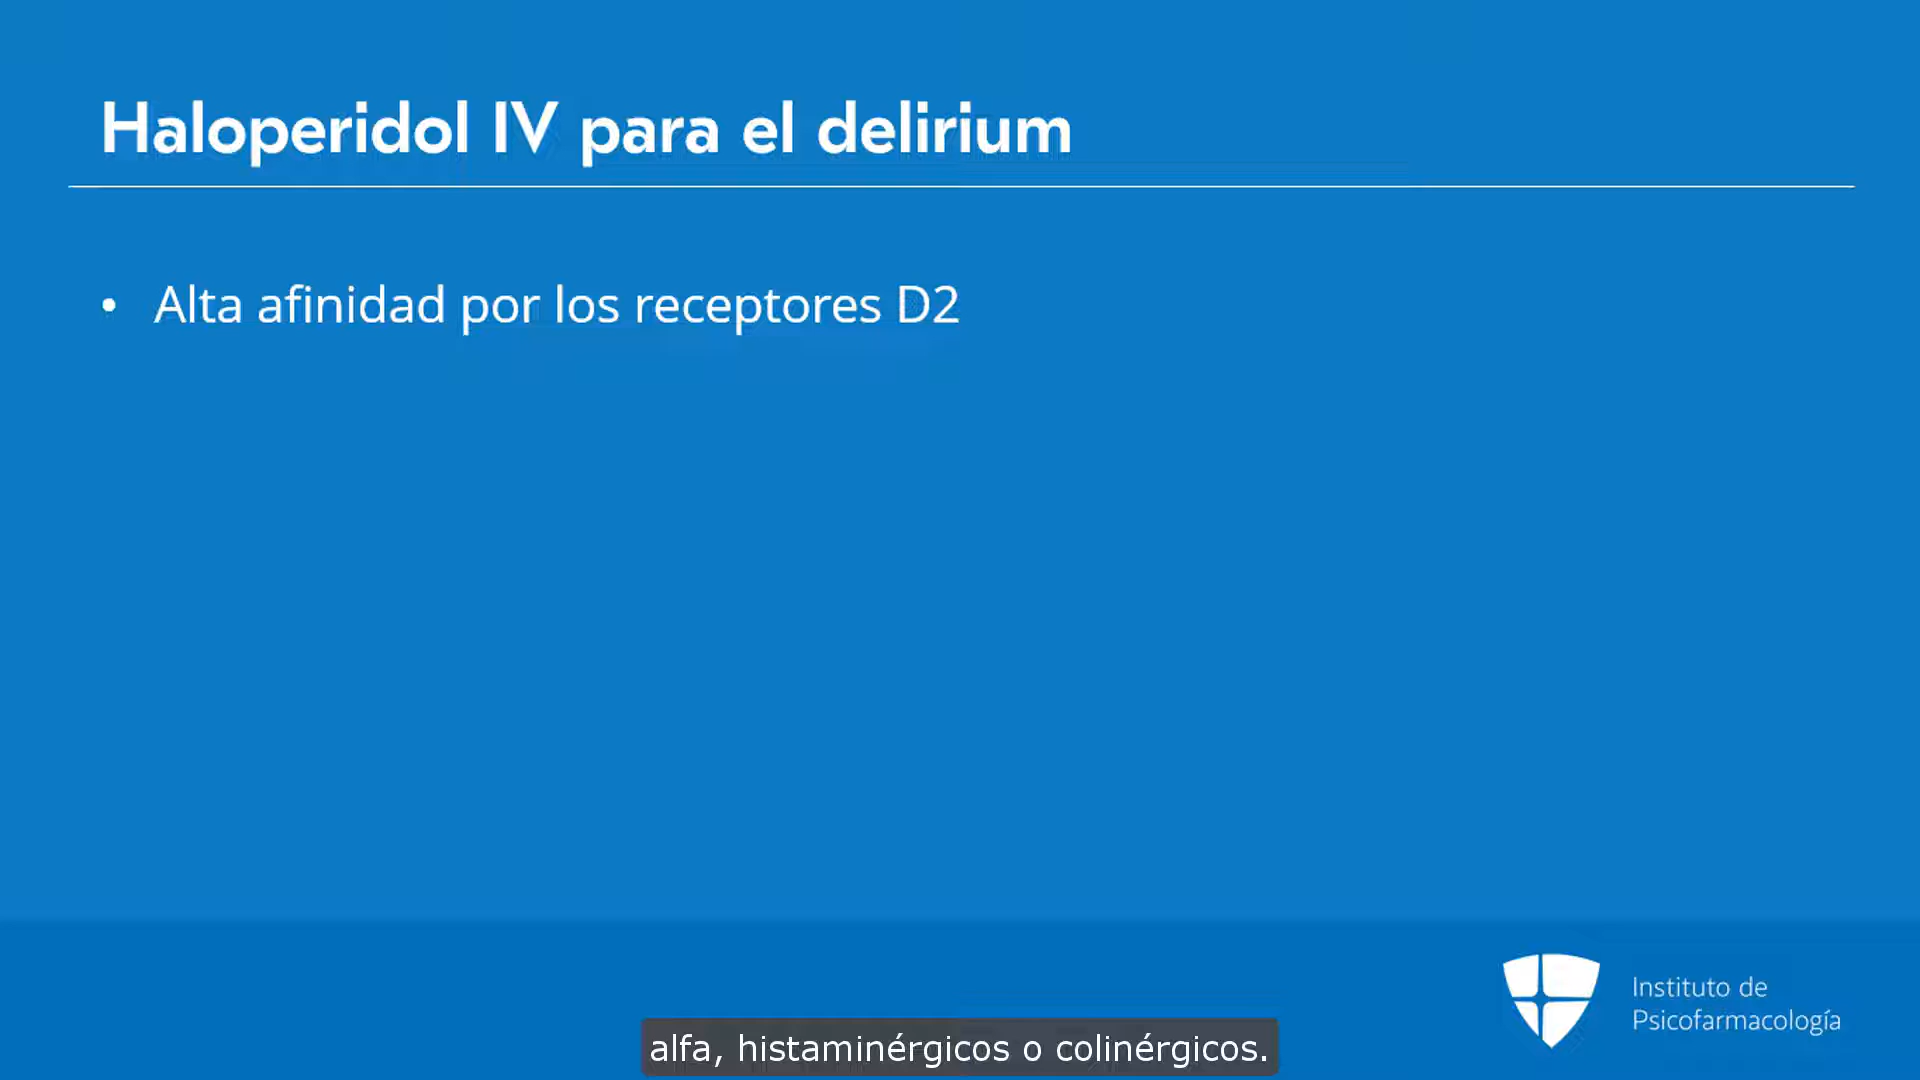 Haloperidol IV para el delirium
• Alta afinidad por los receptores D2
Instituto de
Psicofarmacología
alfa, histaminérgicos o colinérgicos.